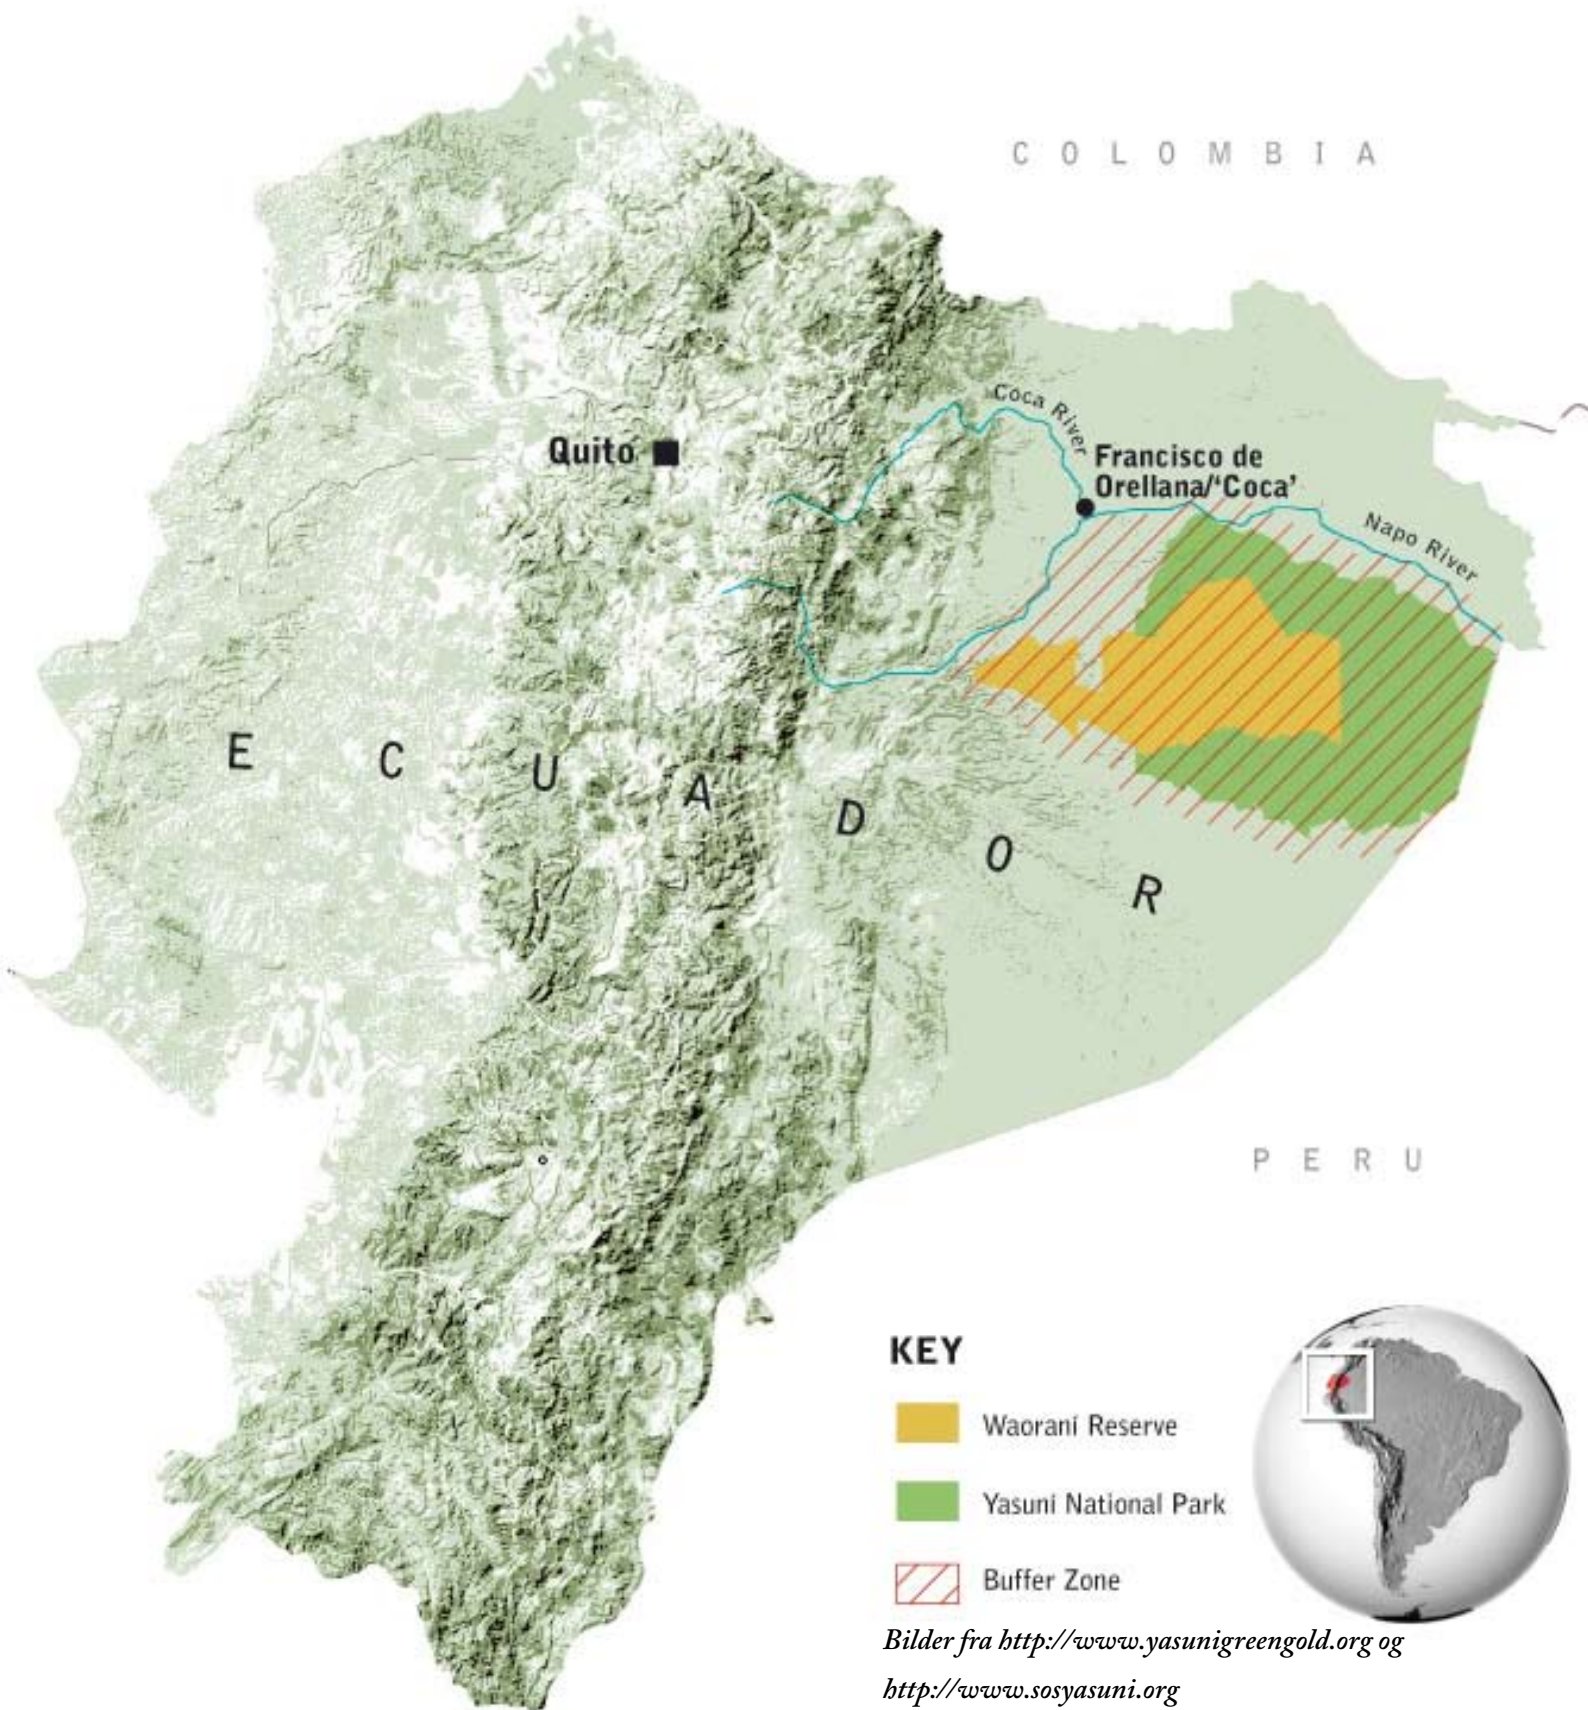 COLOMBIA
Coca River
Quito
Francisco de
Orellana/‘Coca’
Napo River
ECUADOR
PERU
KEY
Waorani Reserve
Yasuni National Park
Buffer Zone
Bilder fra http://www.yasunigreengold.org og
http://www.sosyasuni.org